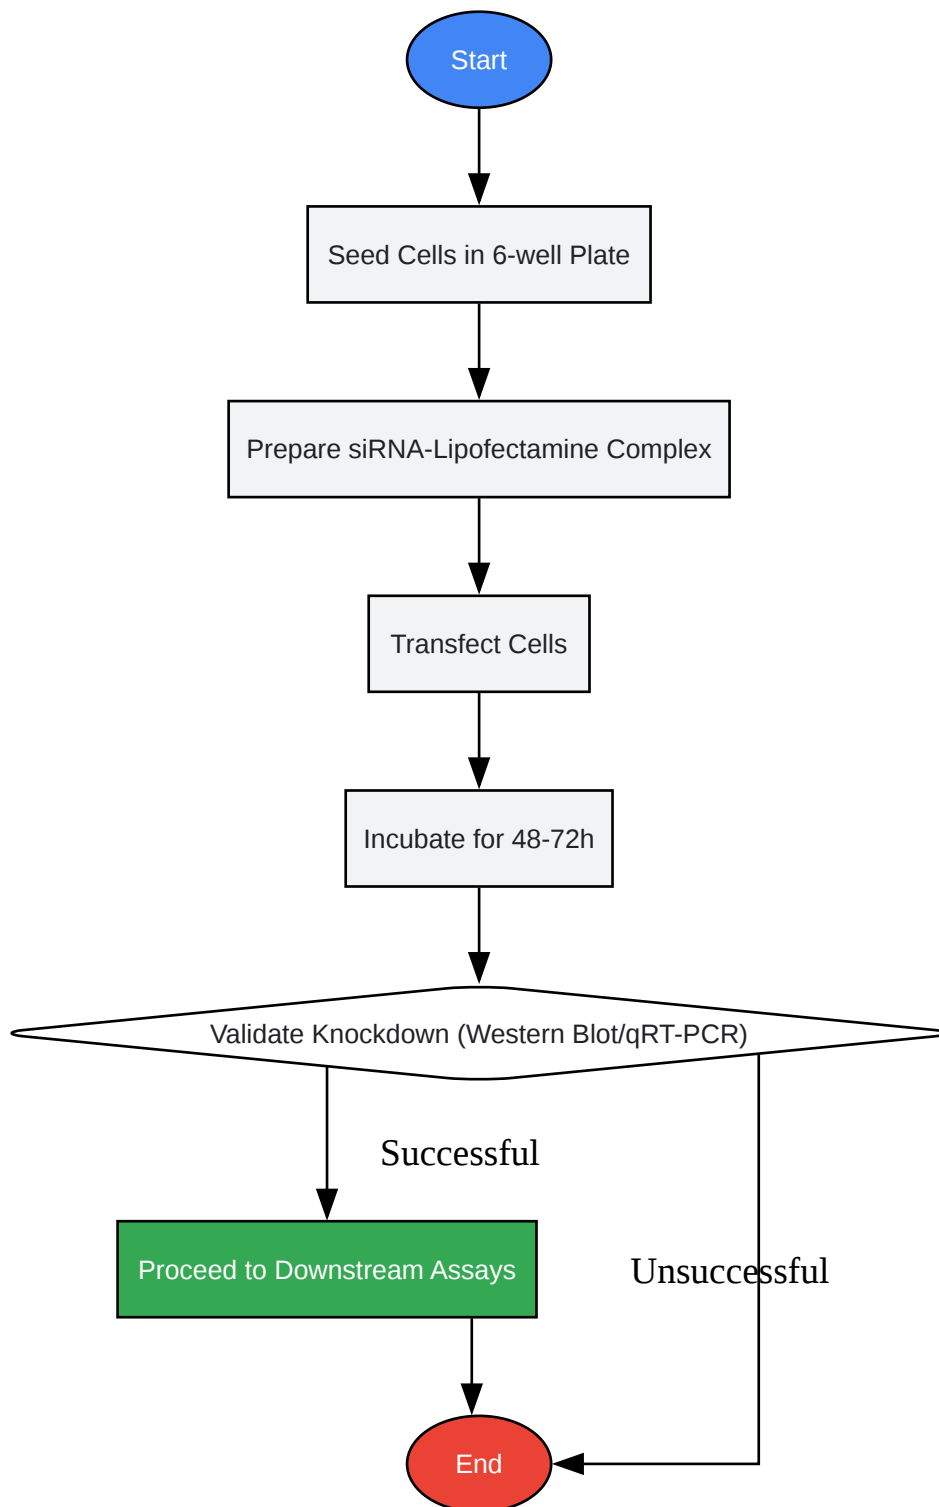 Start
Seed Cells in 6-well Plate
Prepare siRNA-Lipofectamine Complex
Transfect Cells
Incubate for 48-72h
Validate Knockdown (Western Blot/qRT-PCR)
Successful
Proceed to Downstream Assays
Unsuccessful
End